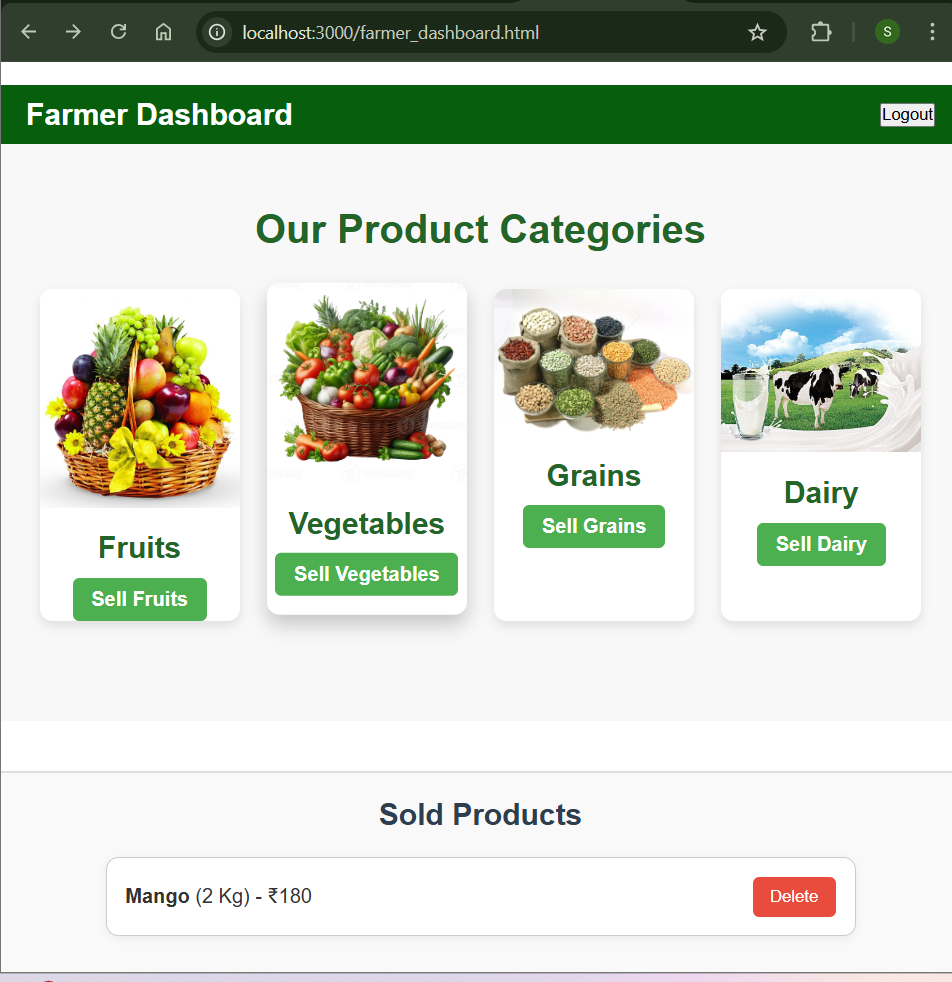 localhost:3000/farmer_dashboard.html
S
Farmer Dashboard
Logout
Our Product Categories
Fruits
Sell Fruits
Vegetables
Sell Vegetables
Grains
Sell Grains
Dairy
Sell Dairy
Sold Products
Mango (2 Kg) - ₹180
Delete